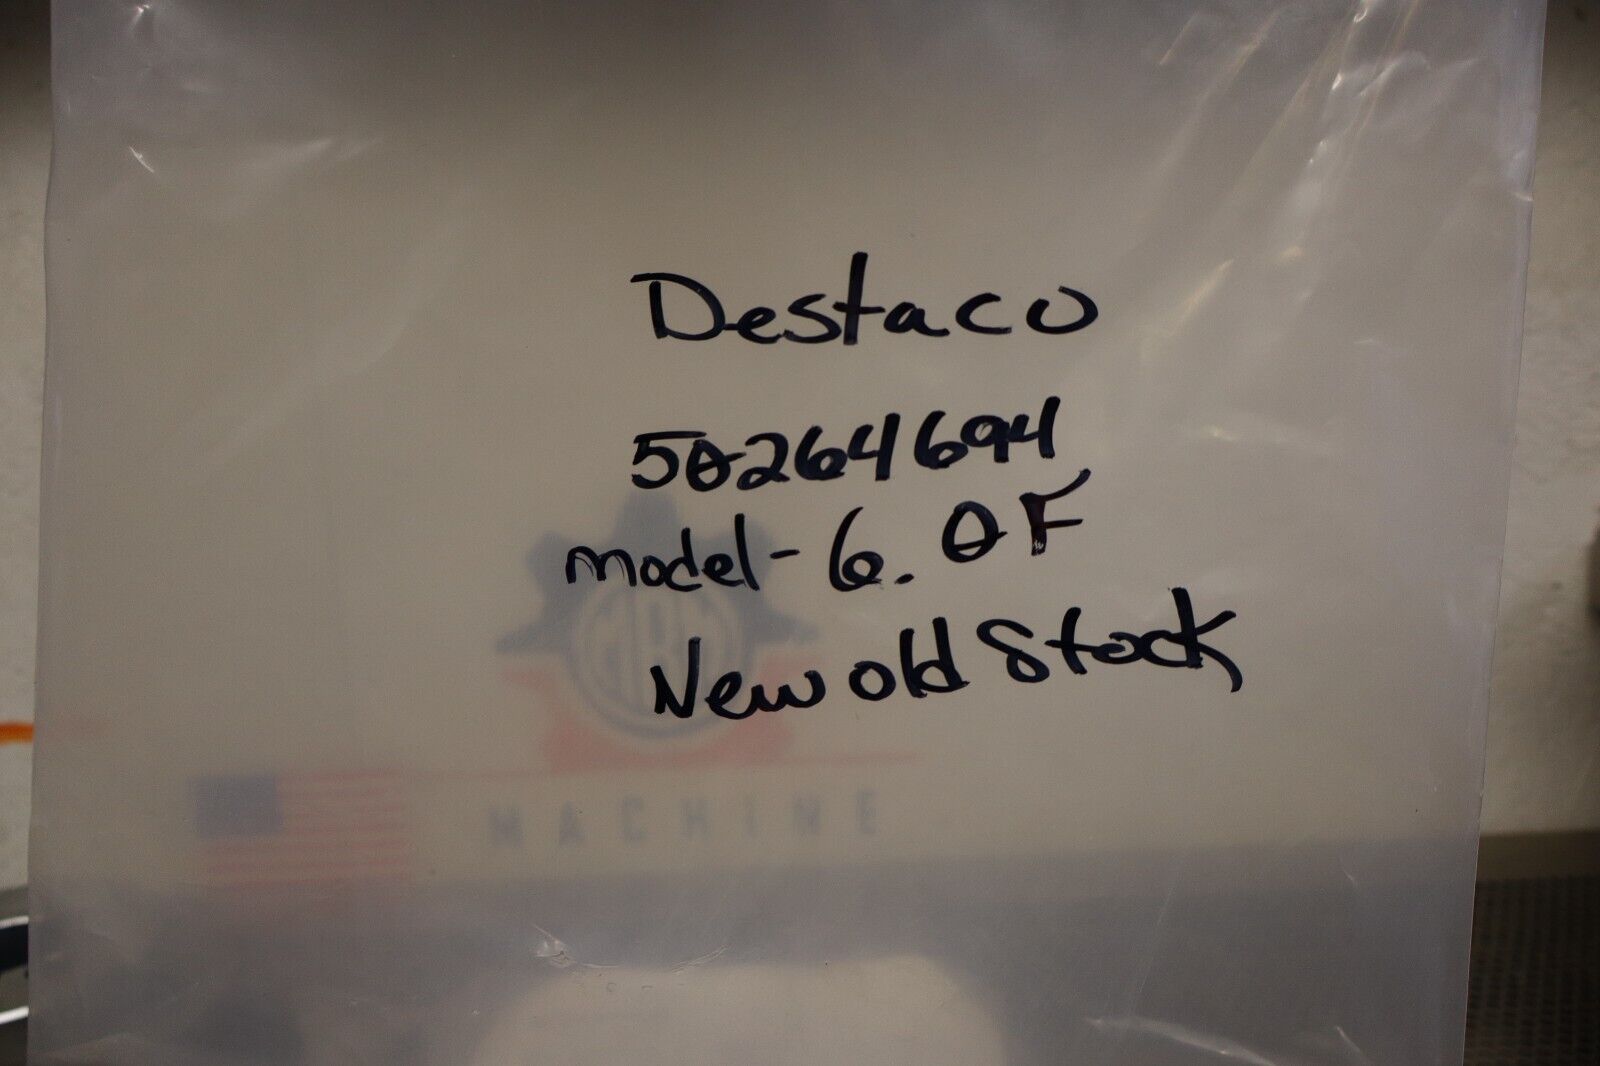 Destaco
50264694
model - 6.0F
New old Stock
MACHINE